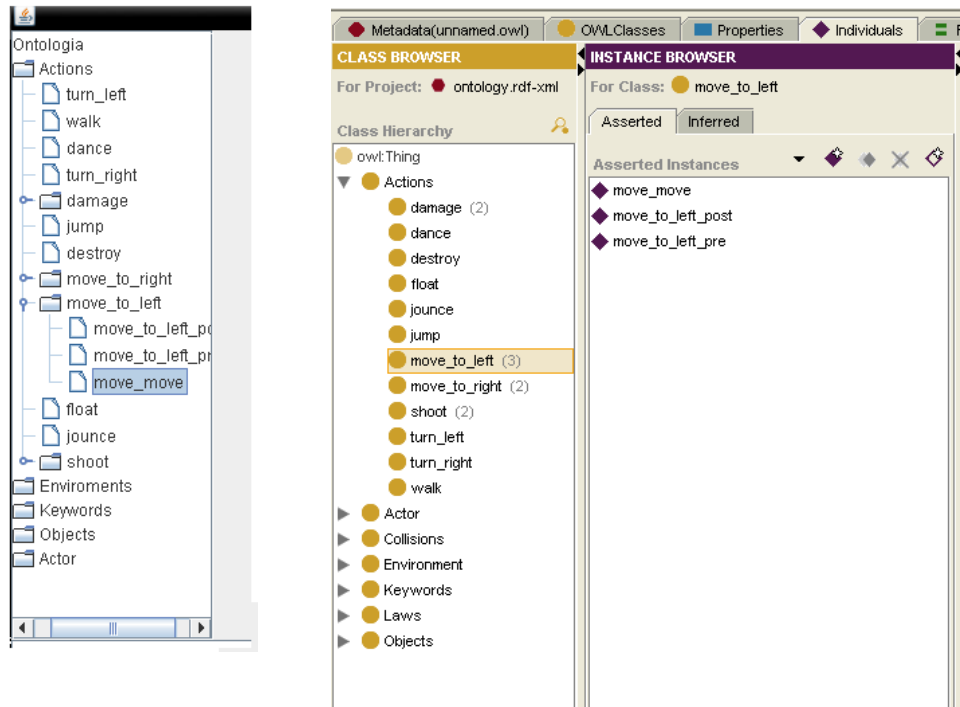 Ontologia
Actions
turn_left
walk
dance
turn_right
damage
jump
destroy
move_to_right
move_to_left
move_to_left_po
move_to_left_pr
move_move
float
jounce
shoot
Enviroments
Keywords
Objects
Actor
Metadata(unnamed.owl) OWLClasses Properties Individuals F
CLASS BROWSER
For Project: ontology.rdf-xml
Class Hierarchy
owl:Thing
Actions
damage (2)
dance
destroy
float
jounce
jump
move_to_left (3)
move_to_right (2)
shoot (2)
turn_left
turn_right
walk
Actor
Collisions
Environment
Keywords
Laws
Objects
INSTANCE BROWSER
For Class: move_to_left
Asserted Inferred
Asserted Instances
move_move
move_to_left_post
move_to_left_pre